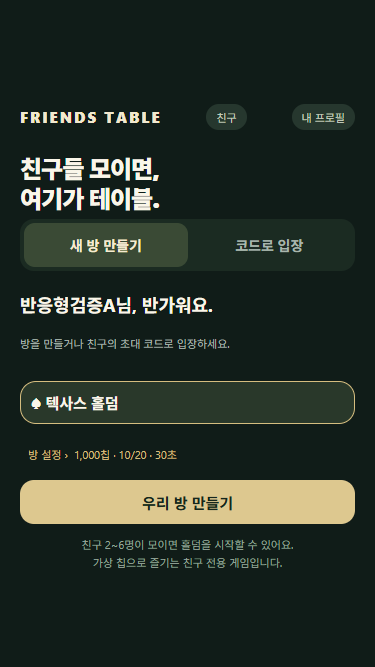 FRIENDS TABLE
친구
내 프로필
친구들 모이면,
여기가 테이블.
새 방 만들기
코드로 입장
반응형검증A님, 반가워요.
방을 만들거나 친구의 초대 코드로 입장하세요.
♠ 텍사스 홀덤
방 설정 › 1,000칩 · 10/20 · 30초
우리 방 만들기
친구 2~6명이 모이면 홀덤을 시작할 수 있어요.
가상 칩으로 즐기는 친구 전용 게임입니다.